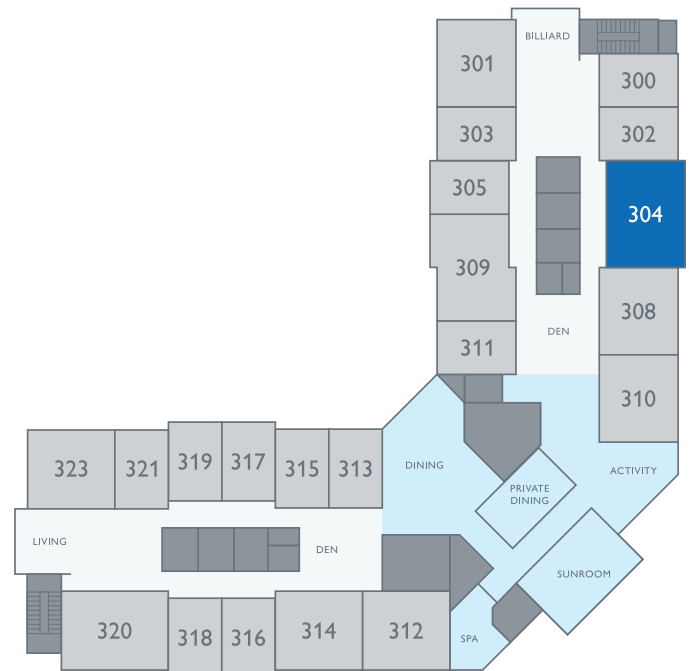 BILLIARD
301
300
303
302
305
304
309
308
DEN
311
310
DINING
ACTIVITY
PRIVATE
DINING
323
321
319
317
315
313
LIVING
DEN
SUNROOM
320
318
316
314
312
SPA